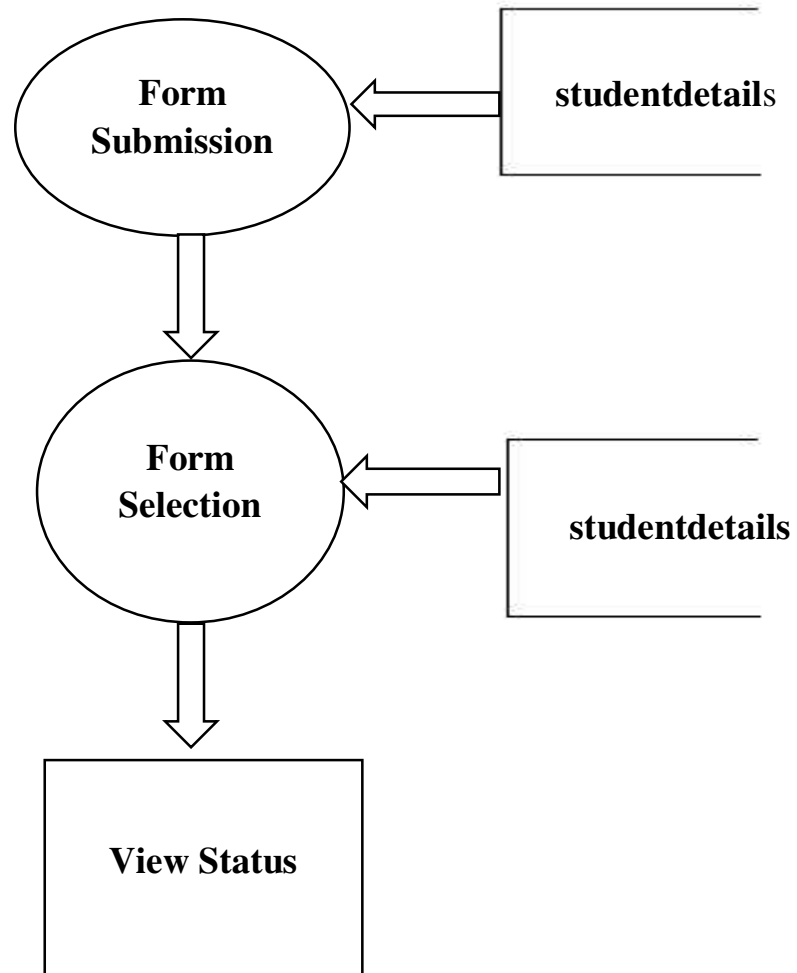 Form
Submission
studentdetails
Form
Selection
studentdetails
View Status